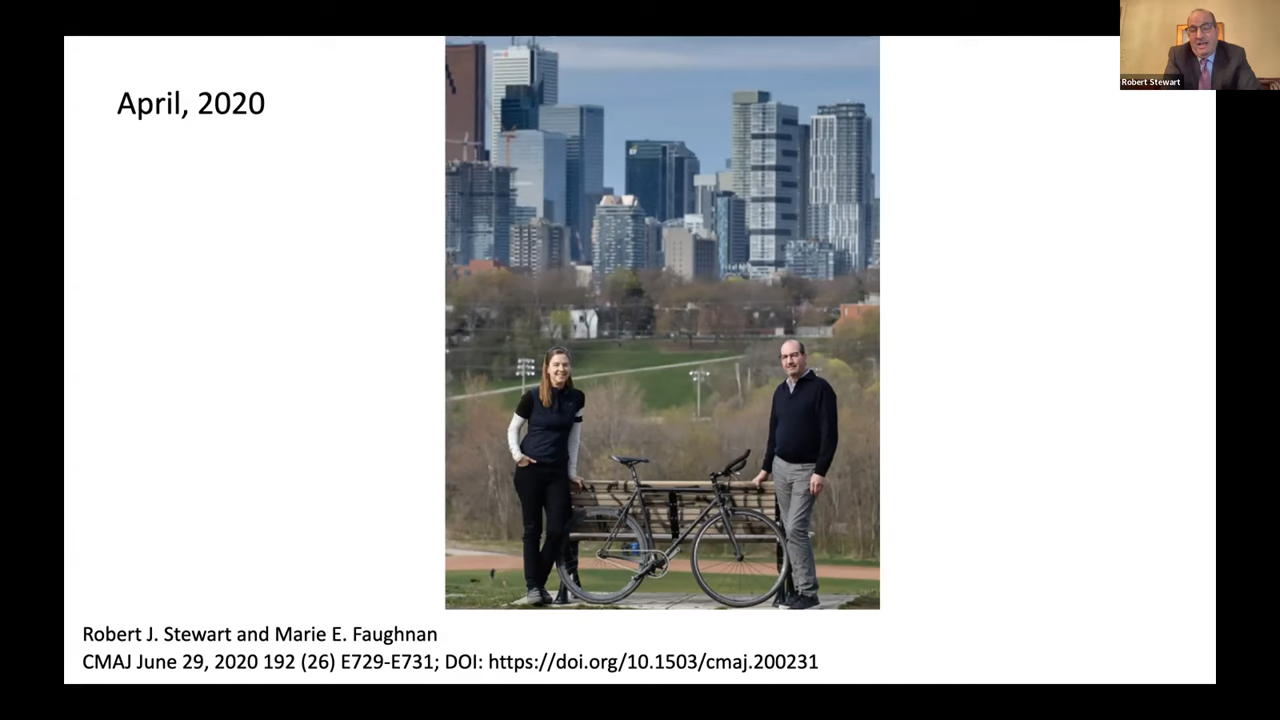 April, 2020
Robert Stewart
Robert J. Stewart and Marie E. Faughnan
CMAJ June 29, 2020 192 (26) E729-E731; DOI: https://doi.org/10.1503/cmaj.200231